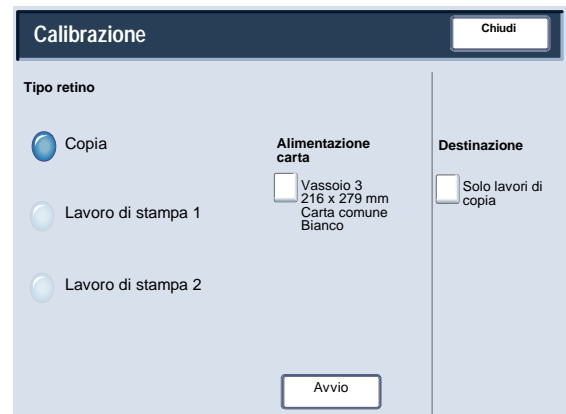 Calibrazione
Chiudi
Tipo retino
Copia
Lavoro di stampa 1
Lavoro di stampa 2
Alimentazione
carta
Vassoio 3
216 x 279 mm
Carta comune
Bianco
Destinazione
Solo lavori di
copia
Avvio